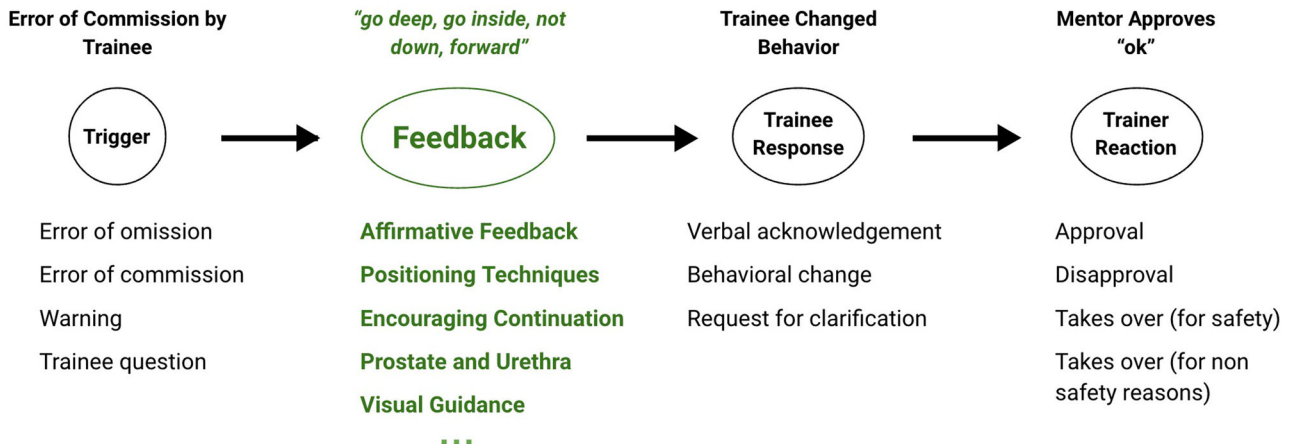 Error of Commission by
Trainee
“go deep, go inside, not
down, forward”
Trainee Changed
Behavior
Mentor Approves
“ok”
Trigger
Feedback
Trainee
Response
Trainer
Reaction
Error of omission
Error of commission
Warning
Trainee question
Affirmative Feedback
Positioning Techniques
Encouraging Continuation
Prostate and Urethra
Visual Guidance
...
Verbal acknowledgement
Behavioral change
Request for clarification
Approval
Disapproval
Takes over (for safety)
Takes over (for non
safety reasons)